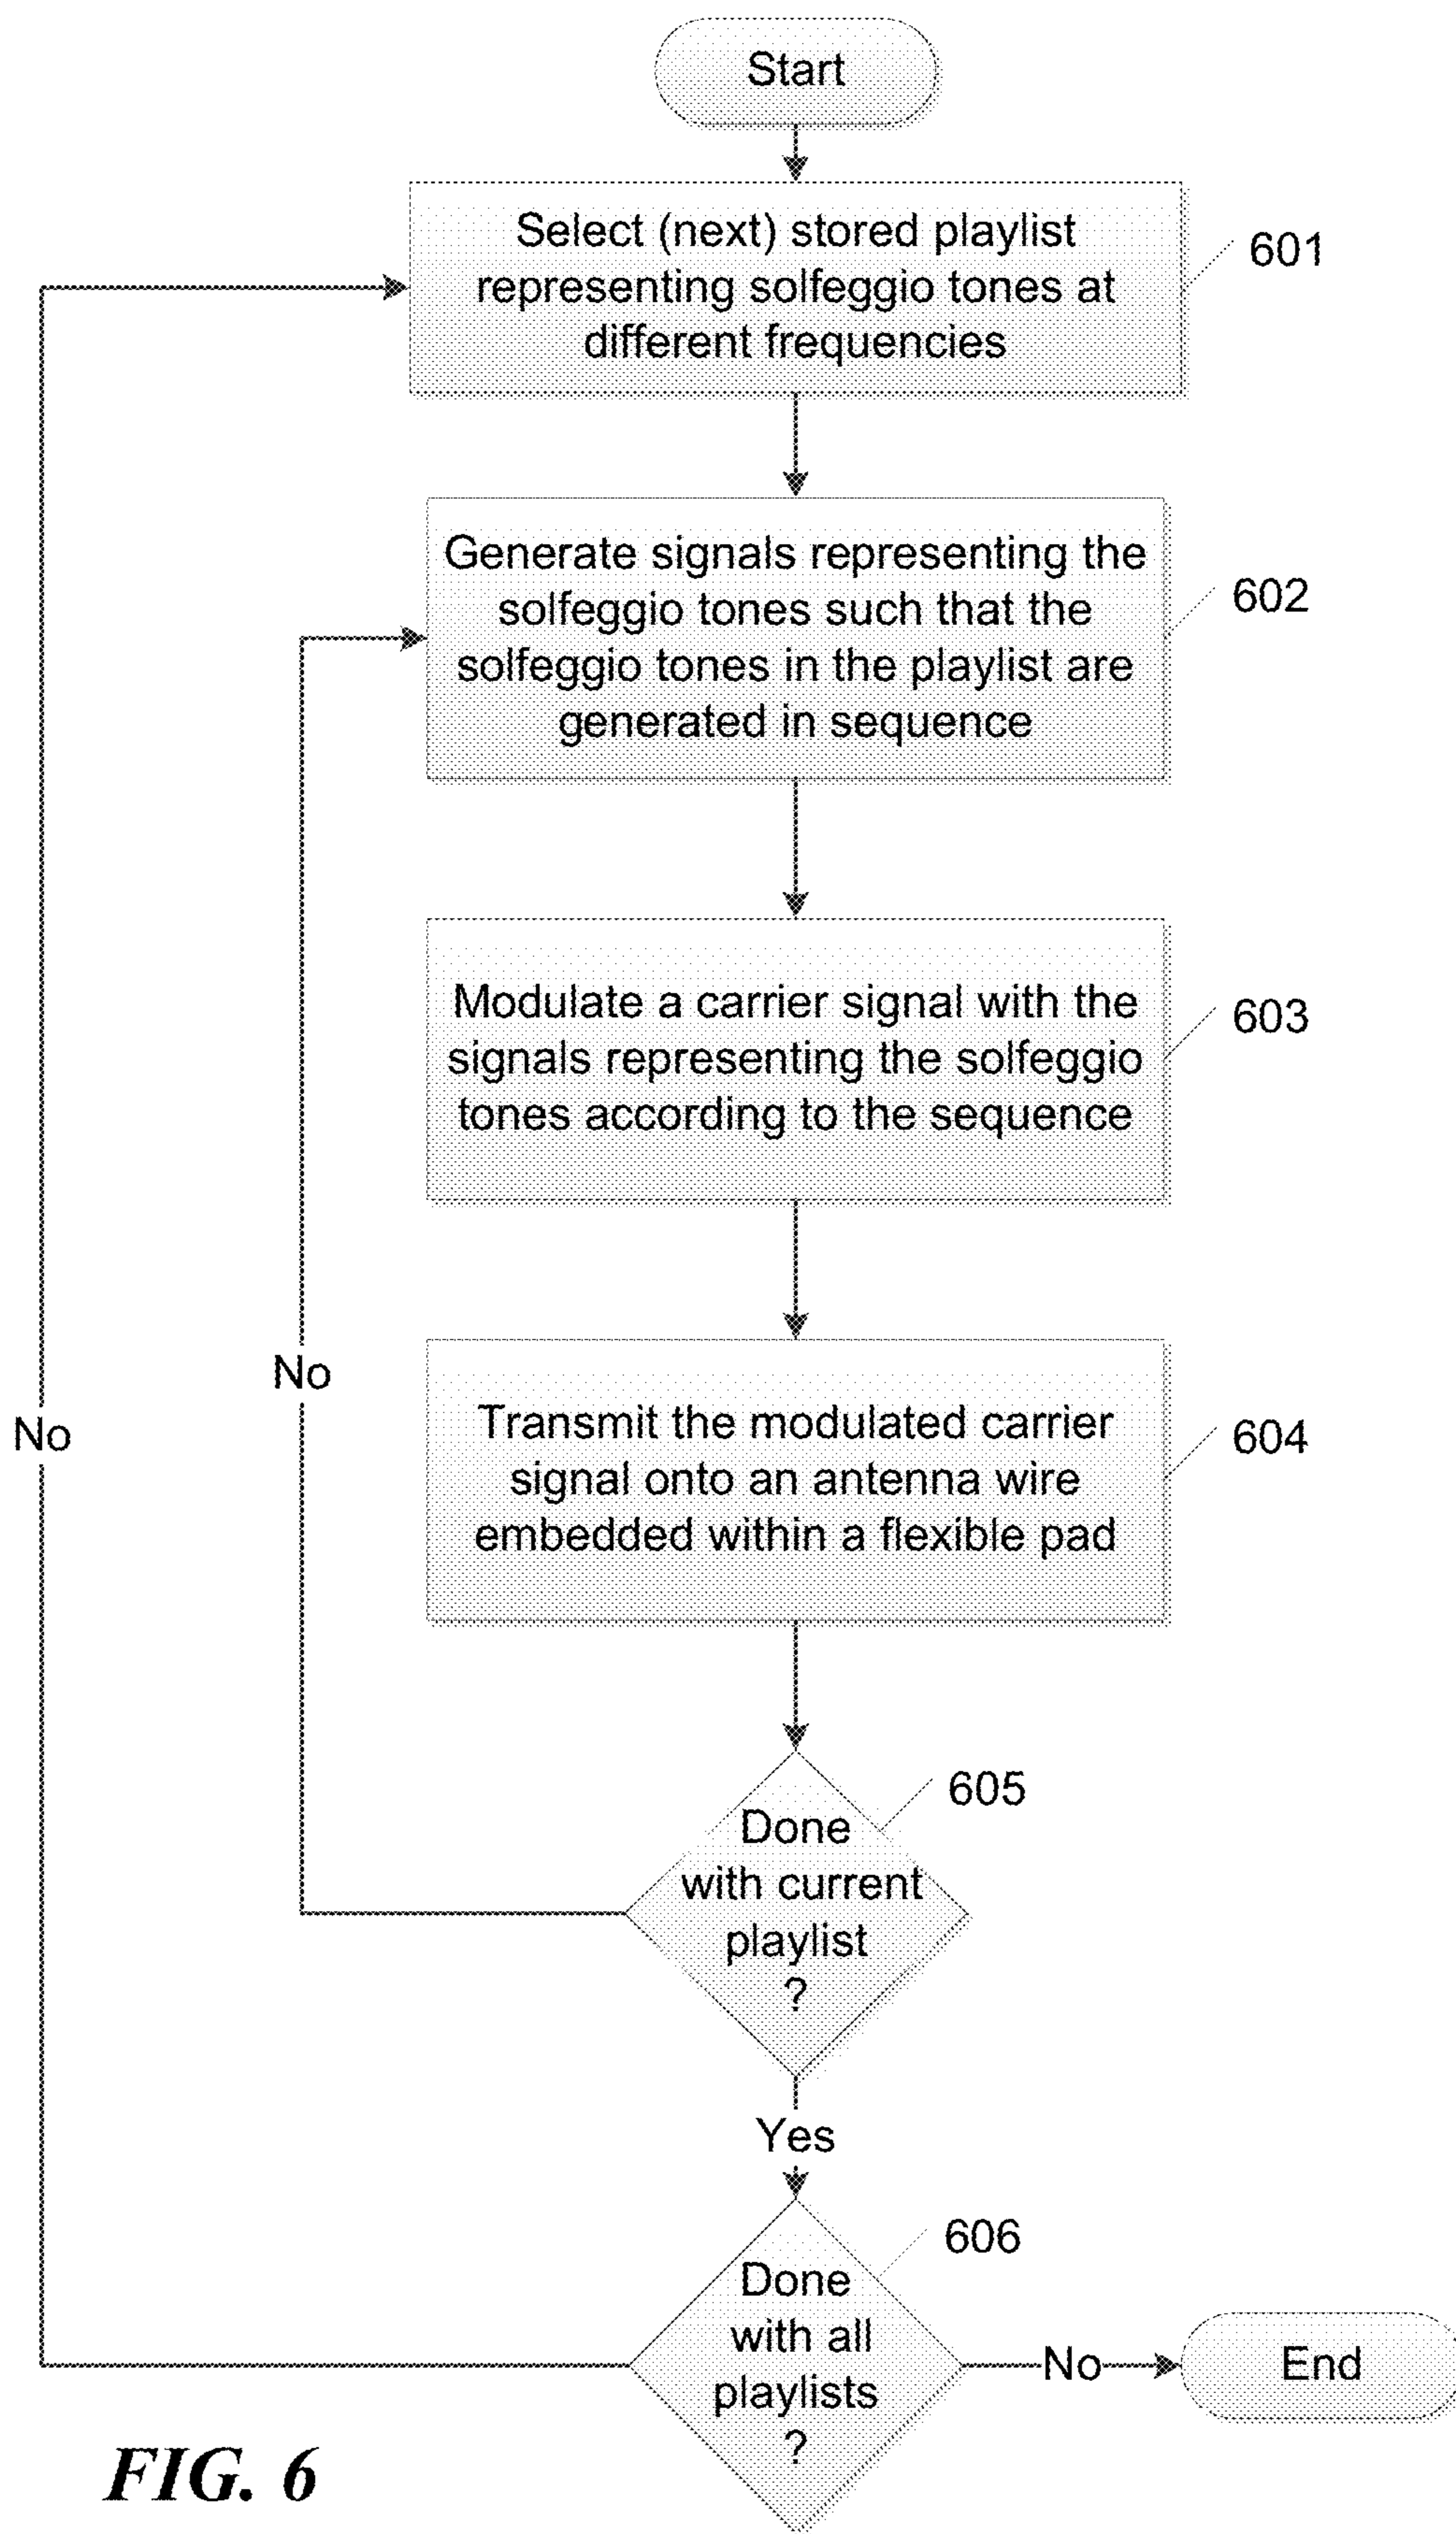 Start
Select (next) stored playlist
representing solfeggio tones at
different frequencies
601
Generate signals representing the
solfeggio tones such that the
solfeggio tones in the playlist are
generated in sequence
602
Modulate a carrier signal with the
signals representing the solfeggio
tones according to the sequence
603
No
No
Transmit the modulated carrier
signal onto an antenna wire
embedded within a flexible pad
604
Done
with current
playlist
?
605
Yes
Done
with all
playlists
?
606
No
End
FIG. 6